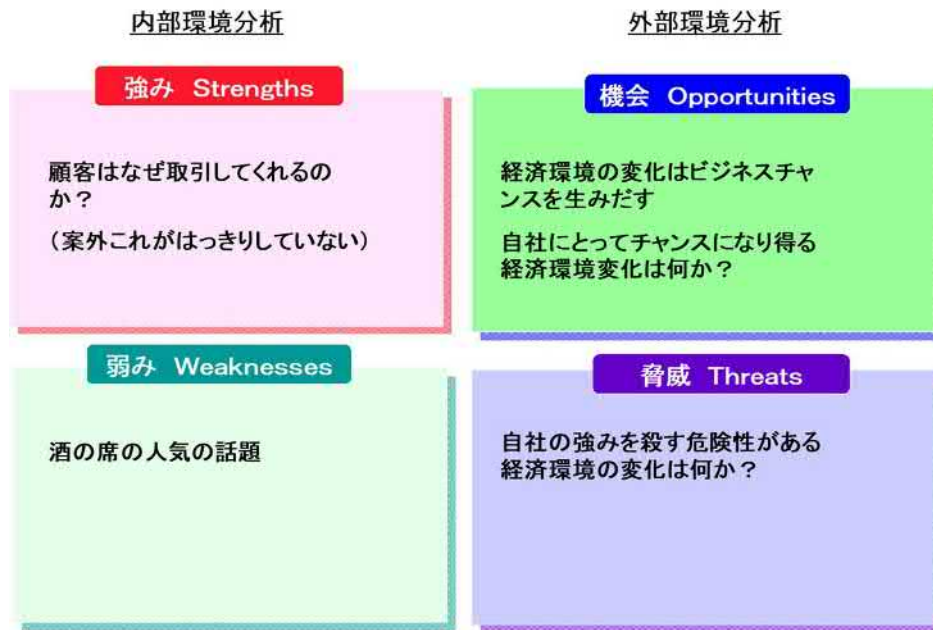 内部環境分析
強み Strengths
顧客はなぜ取引してくれるの
か？
（案外これがはっきりしていない）
弱み Weaknesses
酒の席の人気の話題
外部環境分析
機会 Opportunities
経済環境の変化はビジネスチャ
ンスを生みだす
自社にとってチャンスになり得る
経済環境変化は何か？
脅威 Threats
自社の強みを殺す危険性がある
経済環境の変化は何か？